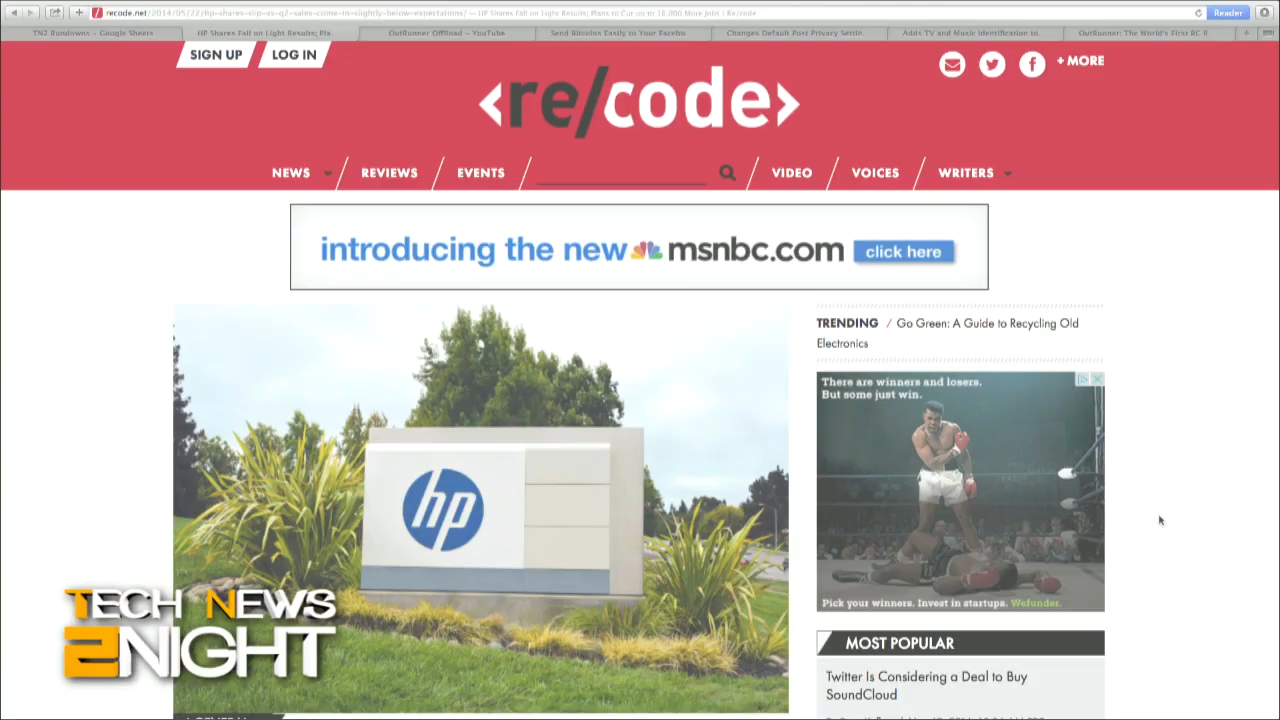 recode.net/2014/05/22/hp-shares-slip-as-q2-sales-come-in-slightly-below-expectations/ — HP Shares Fall on Light Results; Plans to Cut up to 16,000 More Jobs | Re/code
Reader
TN2 Rundowns – Google Sheets
HP Shares Fall on Light Results; Pla
OutRunner OffRoad – YouTube
Send Bitcoins Easily to Your Facebo
Changes Default Post Privacy Settin
Adds TV and Music Identification to
OutRunner: The World's First RC R
SIGN UP
LOG IN
+ MORE
<re/code>
NEWS
REVIEWS
EVENTS
VIDEO
VOICES
WRITERS
introducing the new msnbc.com click here
TRENDING / Go Green: A Guide to Recycling Old
Electronics
There are winners and losers.
But some just win.
hp
Pick your winners. Invest in startups. Wefunder.
TECH NEWS
2NIGHT
MOST POPULAR
Twitter Is Considering a Deal to Buy
SoundCloud